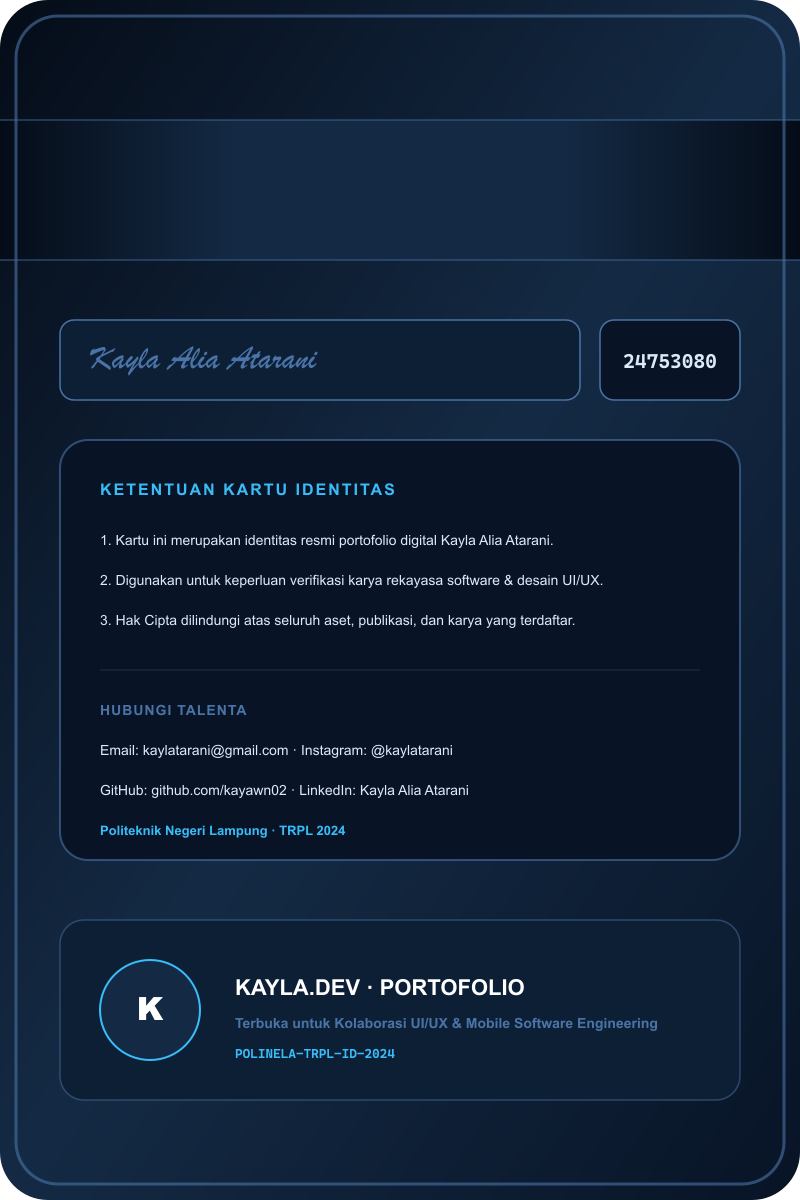 Kayla Alia Atarani
24753080
KETENTUAN KARTU IDENTITAS
1. Kartu ini merupakan identitas resmi portofolio digital Kayla Alia Atarani.
2. Digunakan untuk keperluan verifikasi karya rekayasa software & desain UI/UX.
3. Hak Cipta dilindungi atas seluruh aset, publikasi, dan karya yang terdaftar.
HUBUNGI TALENTA
Email: kaylatarani@gmail.com · Instagram: @kaylatarani
GitHub: github.com/kayawn02 · LinkedIn: Kayla Alia Atarani
Politeknik Negeri Lampung · TRPL 2024
K
KAYLA.DEV · PORTOFOLIO
Terbuka untuk Kolaborasi UI/UX & Mobile Software Engineering
POLINELA-TRPL-ID-2024